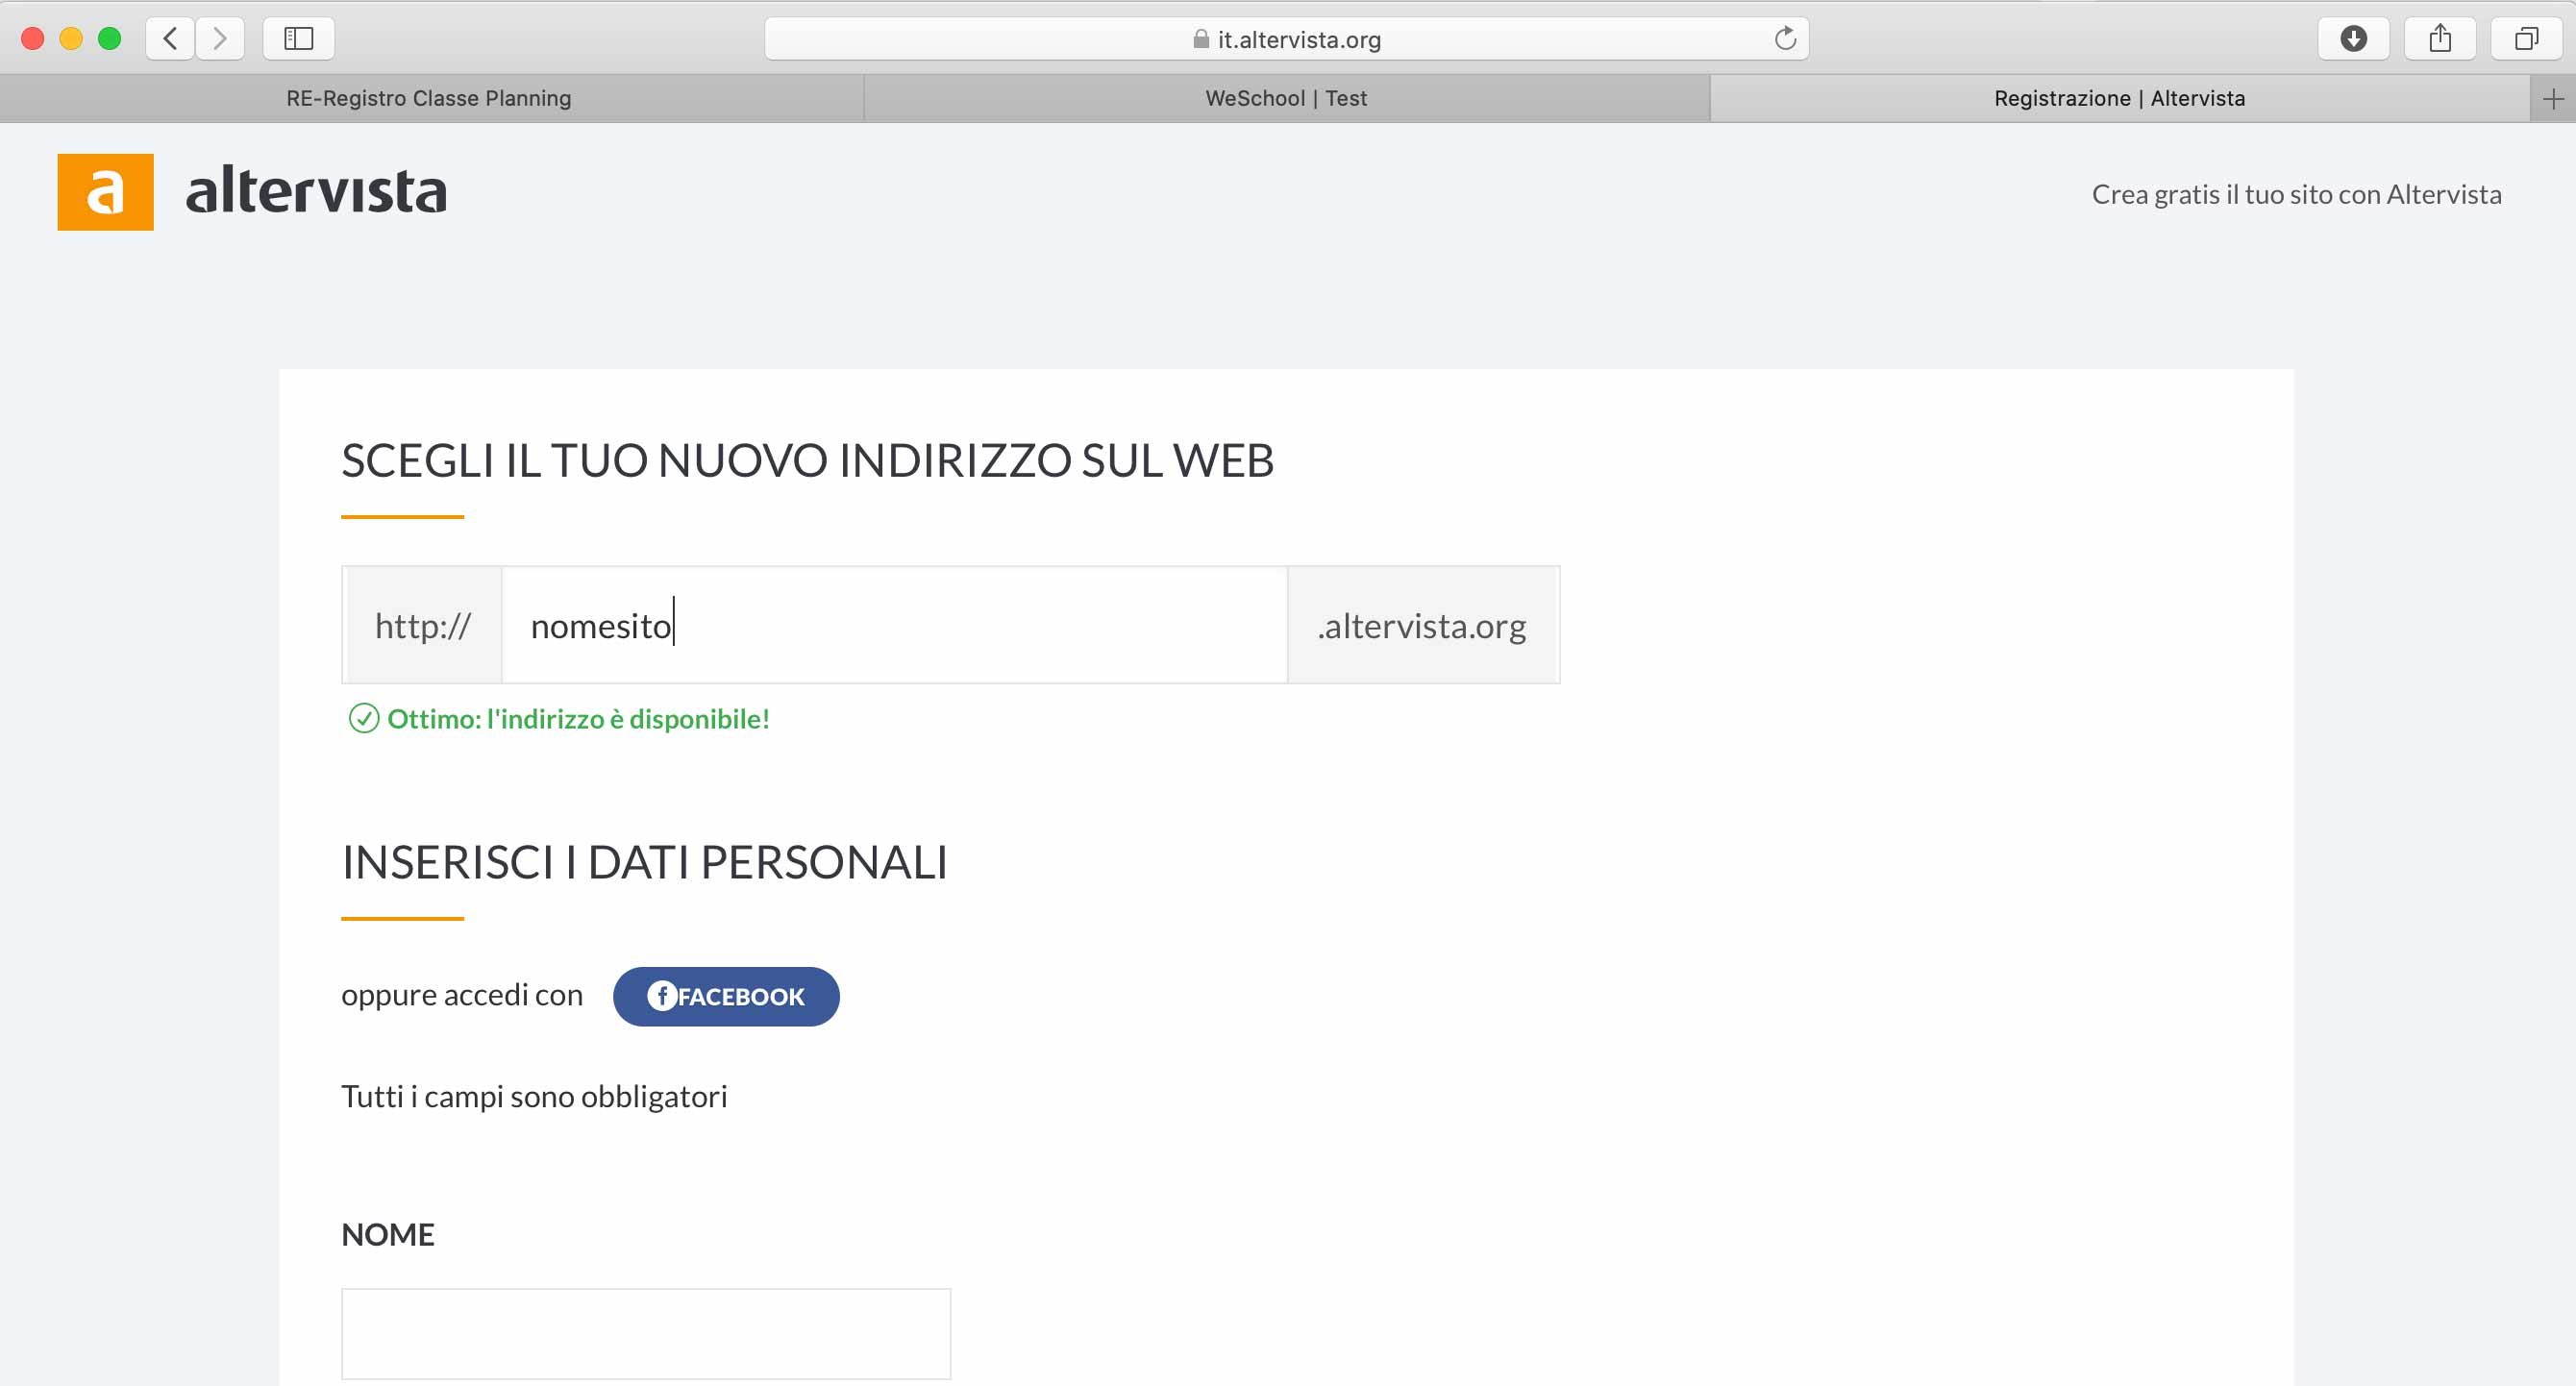 it.altervista.org
RE-Registro Classe Planning
WeSchool | Test
Registrazione | Altervista
a altervista
Crea gratis il tuo sito con Altervista
SCEGLI IL TUO NUOVO INDIRIZZO SUL WEB
http:// nomesito .altervista.org
Ottimo: l'indirizzo è disponibile!
INSERISCI I DATI PERSONALI
oppure accedi con f FACEBOOK
Tutti i campi sono obbligatori
NOME